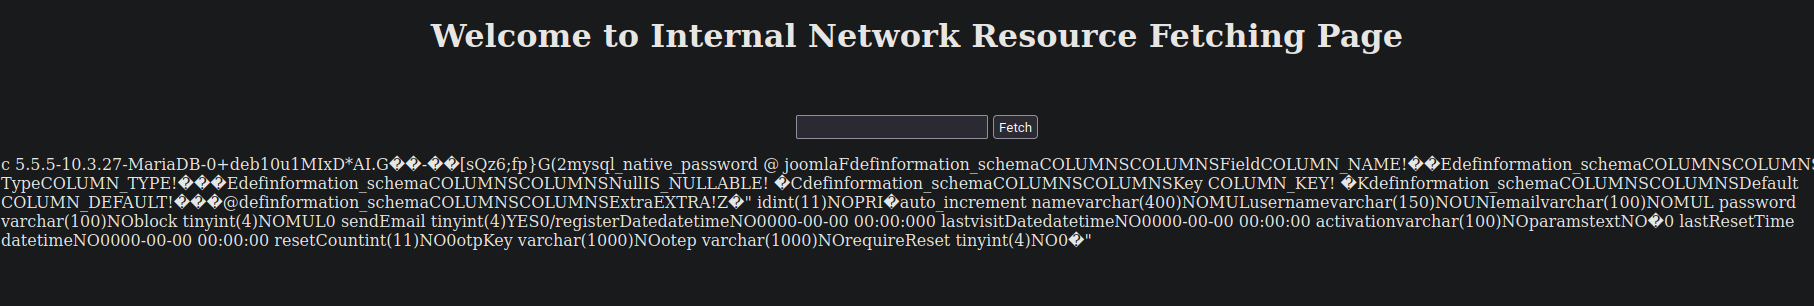 Welcome to Internal Network Resource Fetching Page
Fetch
c 5.5.5-10.3.27-MariaDB-0+deb10u1MIxD*AI.G��-��[sQz6;fp}G(2mysql_native_password @ joomlaFdefinformation_schemaCOLUMNSCOLUMNSFieldCOLUMN_NAME!��Edefinformation_schemaCOLUMNSCOLUMNS
TypeCOLUMN_TYPE!���Edefinformation_schemaCOLUMNSCOLUMNSNullIS_NULLABLE! �CdefinformationSchemaCOLUMNSCOLUMNSKey COLUMN_KEY! �Kdefinformation_schemaCOLUMNSCOLUMNSDefault
COLUMN_DEFAULT!���@definformation_schemaCOLUMNSCOLUMNSExtraEXTRA!Z�" idint(11)NOPRI�auto_increment namevarchar(400)NOMULusernamevarchar(150)NOUNIemailvarchar(100)NOMUL password
varchar(100)NOblock tinyint(4)NOMUL0 sendEmail tinyint(4)YES0/registerDatedatetimeNO0000-00-00 00:00:000 lastvisitDatedatetimeNO0000-00-00 00:00:00 activationvarchar(100)NOparamstextNO�0 lastResetTime
datetimeNO0000-00-00 00:00:00 resetCountint(11)NO0otpKey varchar(1000)NOotep varchar(1000)NOrequireReset tinyint(4)NO0�"